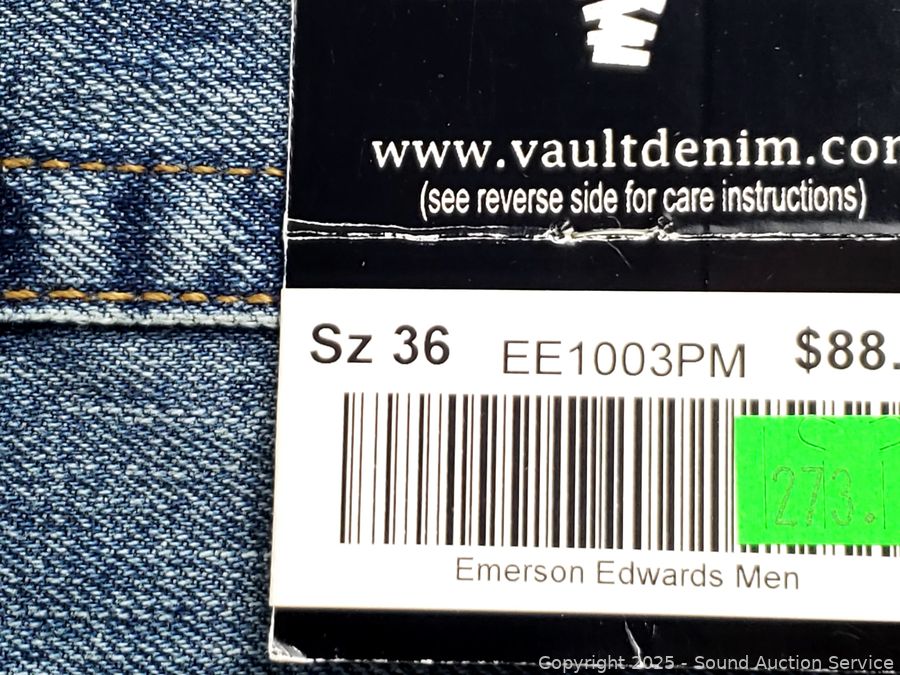 www.vaultdenim.com
(see reverse side for care instructions)
Sz 36 EE1003PM $88.
273.
Emerson Edwards Men
Copyright 2025 - Sound Auction Service